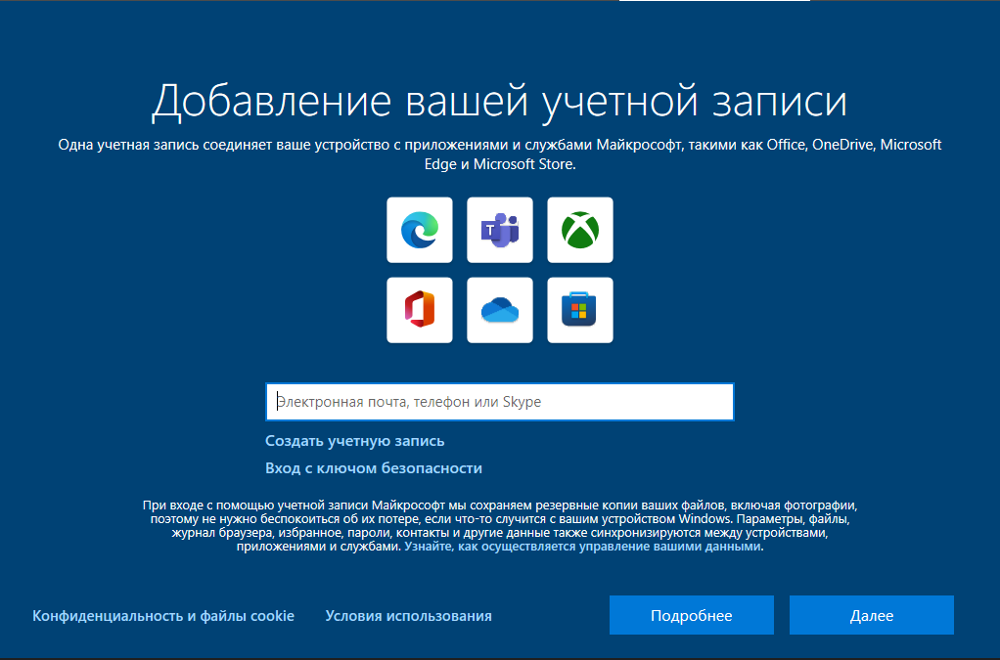 Добавление вашей учетной записи
Одна учетная запись соединяет ваше устройство с приложениями и службами Майкрософт, такими как Office, OneDrive, Microsoft
Edge и Microsoft Store.
Электронная почта, телефон или Skype
Создать учетную запись
Вход с ключом безопасности
При входе с помощью учетной записи Майкрософт мы сохраняем резервные копии ваших файлов, включая фотографии,
поэтому не нужно беспокоиться об их потере, если что-то случится с вашим устройством Windows. Параметры, файлы,
журнал браузера, избранное, пароли, контакты и другие данные также синхронизируются между устройствами,
приложениями и службами. Узнайте, как осуществляется управление вашими данными.
Конфиденциальность и файлы cookie Условия использования Подробнее Далее